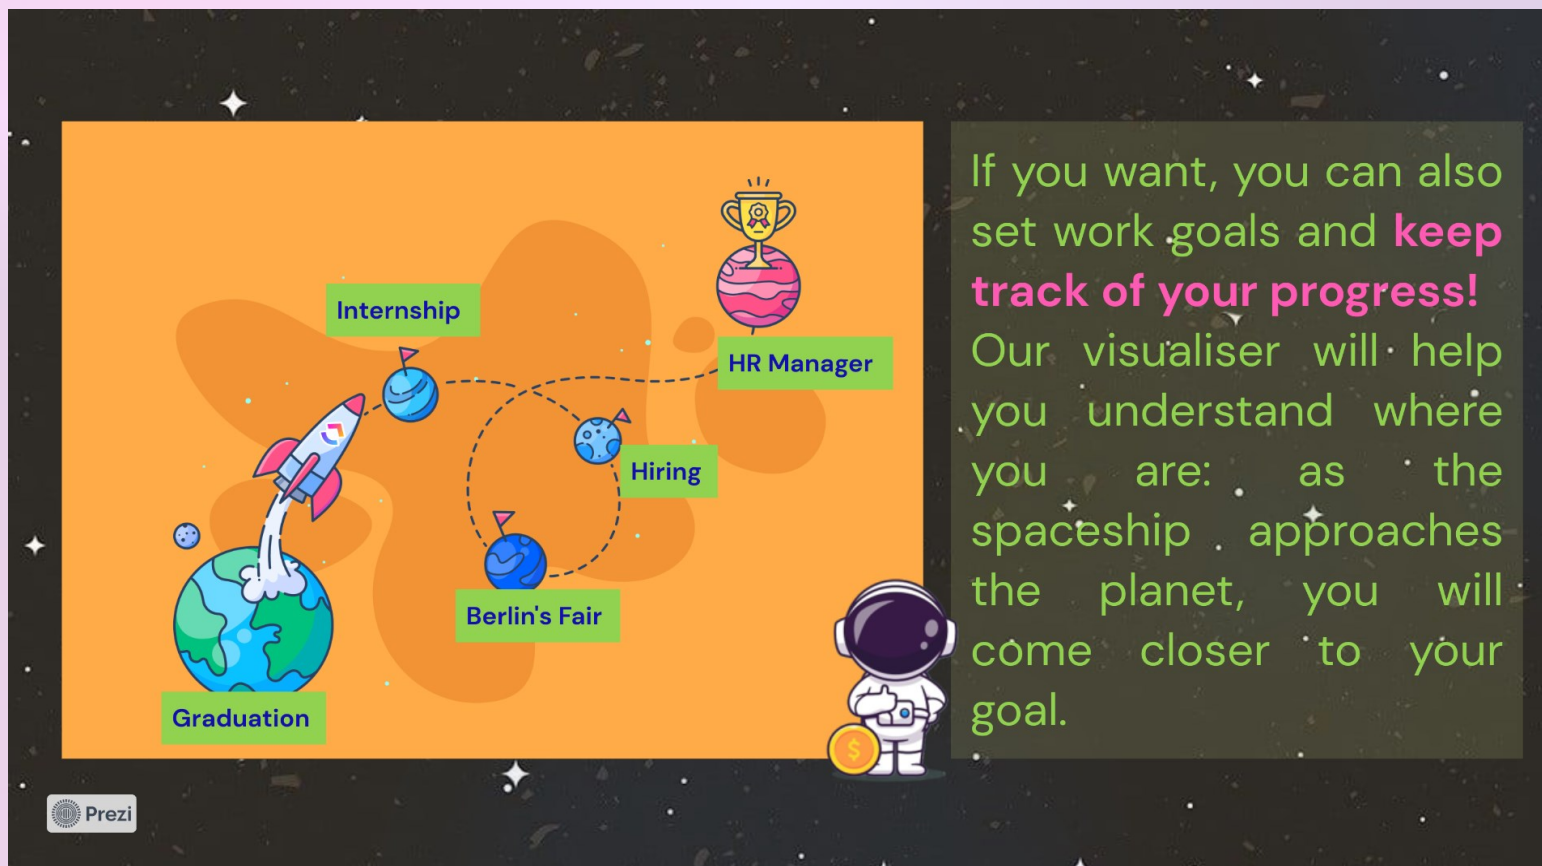 Internship
HR Manager
Hiring
Berlin's Fair
Graduation
If you want, you can also
set work goals and keep
track of your progress!
Our visualiser will help
you understand where
you are: as the
spaceship approaches
the planet, you will
come closer to your
goal.
$
Prezi